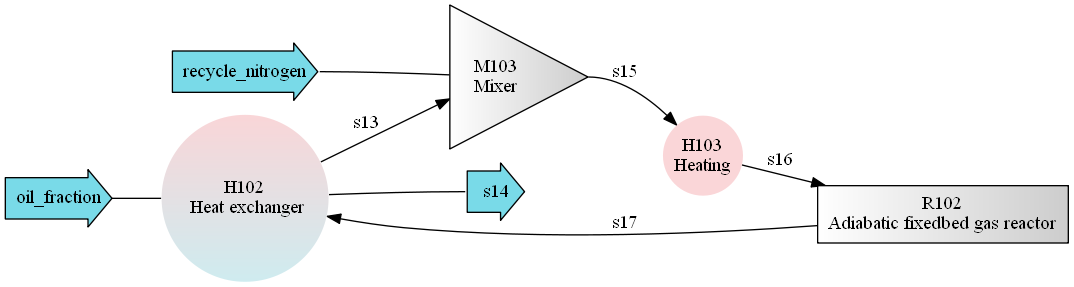 recycle_nitrogen
M103
Mixer
s15
s13
H103
Heating
s16
oil_fraction
H102
Heat exchanger
s14
s17
R102
Adiabatic fixedbed gas reactor